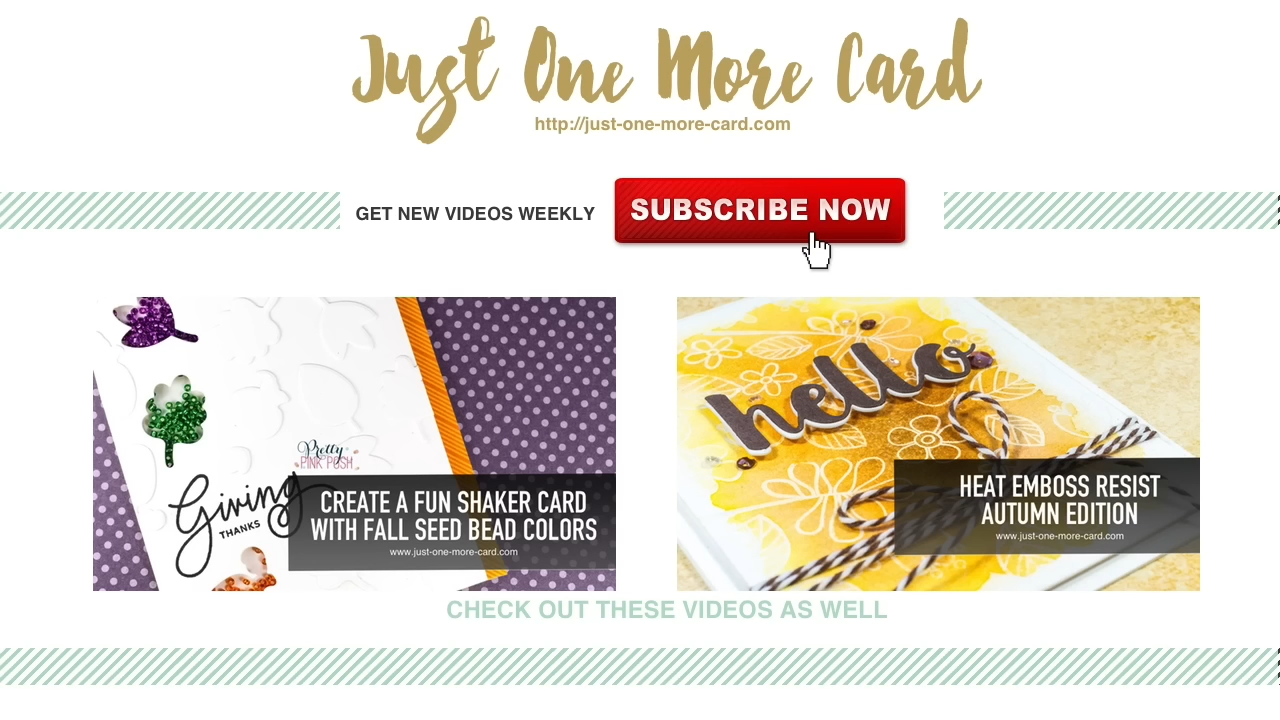 Just One More Card
http://just-one-more-card.com
GET NEW VIDEOS WEEKLY
SUBSCRIBE NOW
Pretty
PINK POSH
Giving
THANKS
CREATE A FUN SHAKER CARD
WITH FALL SEED BEAD COLORS
www.just-one-more-card.com
hello
HEAT EMBOSS RESIST
AUTUMN EDITION
www.just-one-more-card.com
CHECK OUT THESE VIDEOS AS WELL